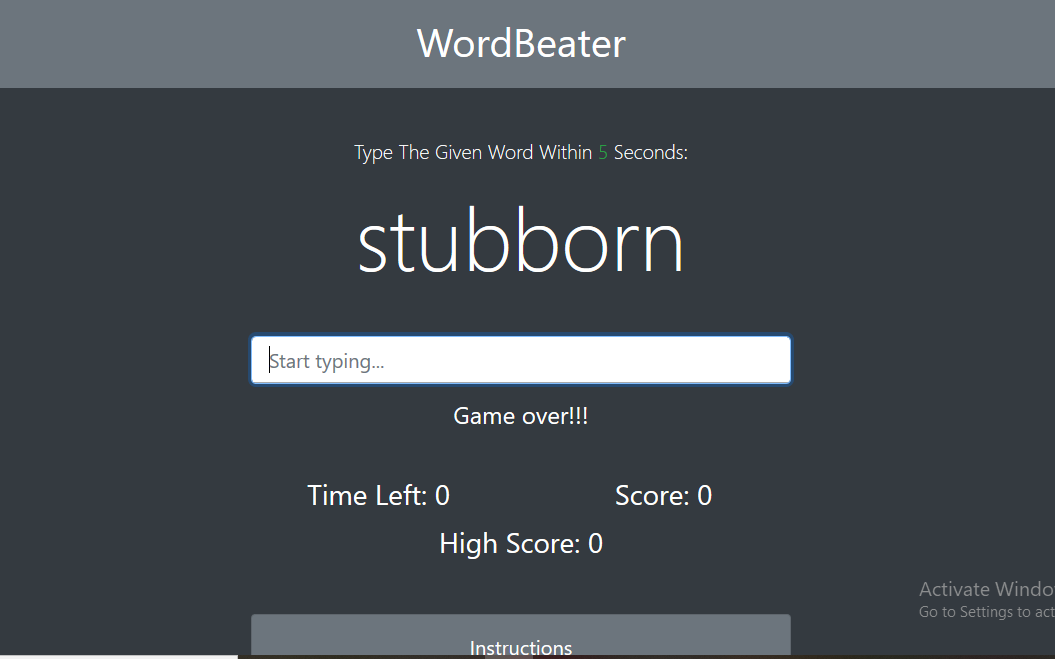 WordBeater
Type The Given Word Within 5 Seconds:
stubborn
Start typing...
Game over!!!
Time Left: 0 Score: 0
High Score: 0
Activate Windo
Go to Settings to act
Instructions